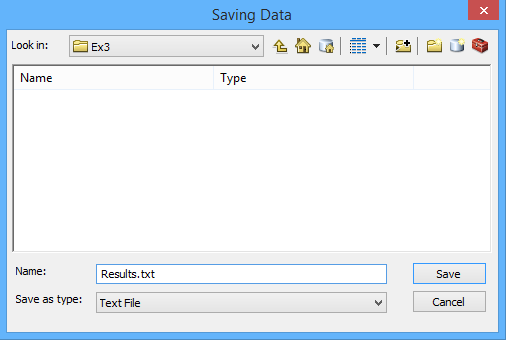 Saving Data
Look in: Ex3
Name Type
Name: Results.txt Save
Save as type: Text File Cancel